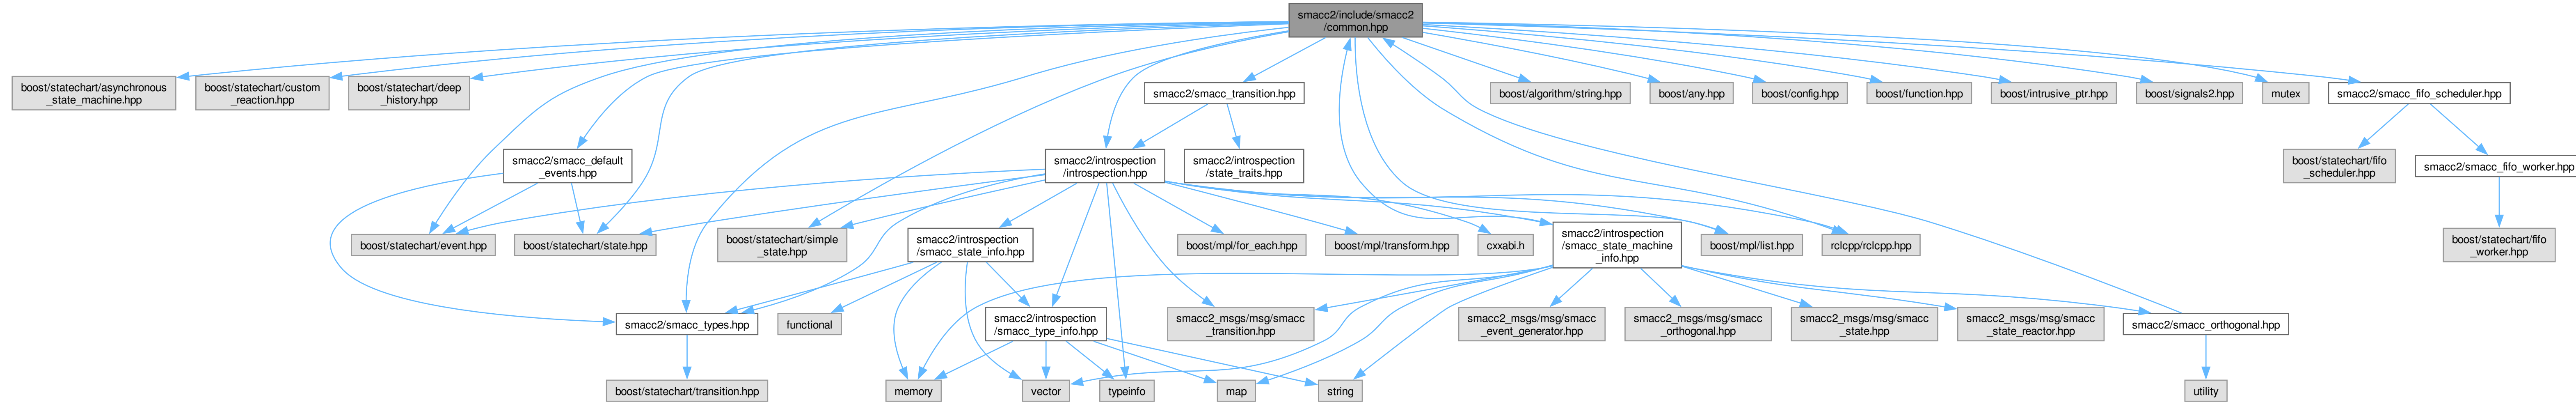 smacc2/include/smacc2
/common.hpp
boost/statechart/asynchronous
_state_machine.hpp
boost/statechart/custom
_reaction.hpp
boost/statechart/deep
_history.hpp
smacc2/smacc_transition.hpp
boost/algorithm/string.hpp
boost/any.hpp
boost/config.hpp
boost/function.hpp
boost/intrusive_ptr.hpp
boost/signals2.hpp
mutex
smacc2/smacc_fifo_scheduler.hpp
smacc2/smacc_default
_events.hpp
smacc2/introspection
/introspection.hpp
smacc2/introspection
/state_traits.hpp
boost/statechart/fifo
_scheduler.hpp
smacc2/smacc_fifo_worker.hpp
boost/statechart/event.hpp
boost/statechart/state.hpp
boost/statechart/simple
_state.hpp
smacc2/introspection
/smacc_state_info.hpp
boost/mpl/for_each.hpp
boost/mpl/transform.hpp
cxxabi.h
smacc2/introspection
/smacc_state_machine
_info.hpp
boost/mpl/list.hpp
rclcpp/rclcpp.hpp
boost/statechart/fifo
_worker.hpp
smacc2/smacc_types.hpp
functional
smacc2/introspection
/smacc_type_info.hpp
smacc2_msgs/msg/smacc
_transition.hpp
smacc2_msgs/msg/smacc
_event_generator.hpp
smacc2_msgs/msg/smacc
_orthogonal.hpp
smacc2_msgs/msg/smacc
_state.hpp
smacc2_msgs/msg/smacc
_state_reactor.hpp
smacc2/smacc_orthogonal.hpp
boost/statechart/transition.hpp
memory
vector
typeinfo
map
string
utility